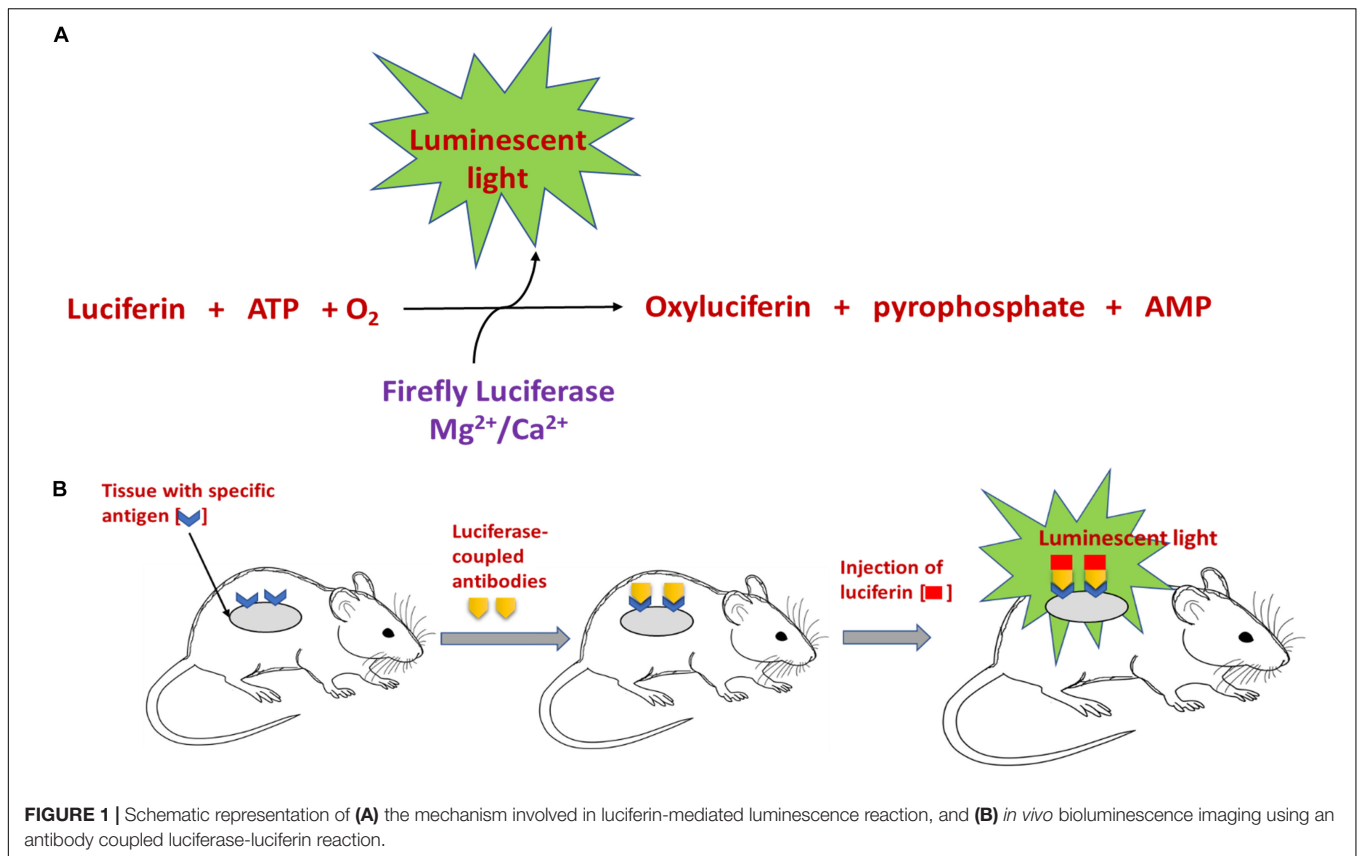 A
Luminescent
light
Luciferin + ATP + O₂
Oxyluciferin + pyrophosphate + AMP
Firefly Luciferase
Mg²⁺/Ca²⁺
B
Tissue with specific
antigen [ ]
Luciferase-
coupled
antibodies
Injection of
luciferin [ ]
Luminescent light
FIGURE 1 | Schematic representation of (A) the mechanism involved in luciferin-mediated luminescence reaction, and (B) in vivo bioluminescence imaging using an
antibody coupled luciferase-luciferin reaction.